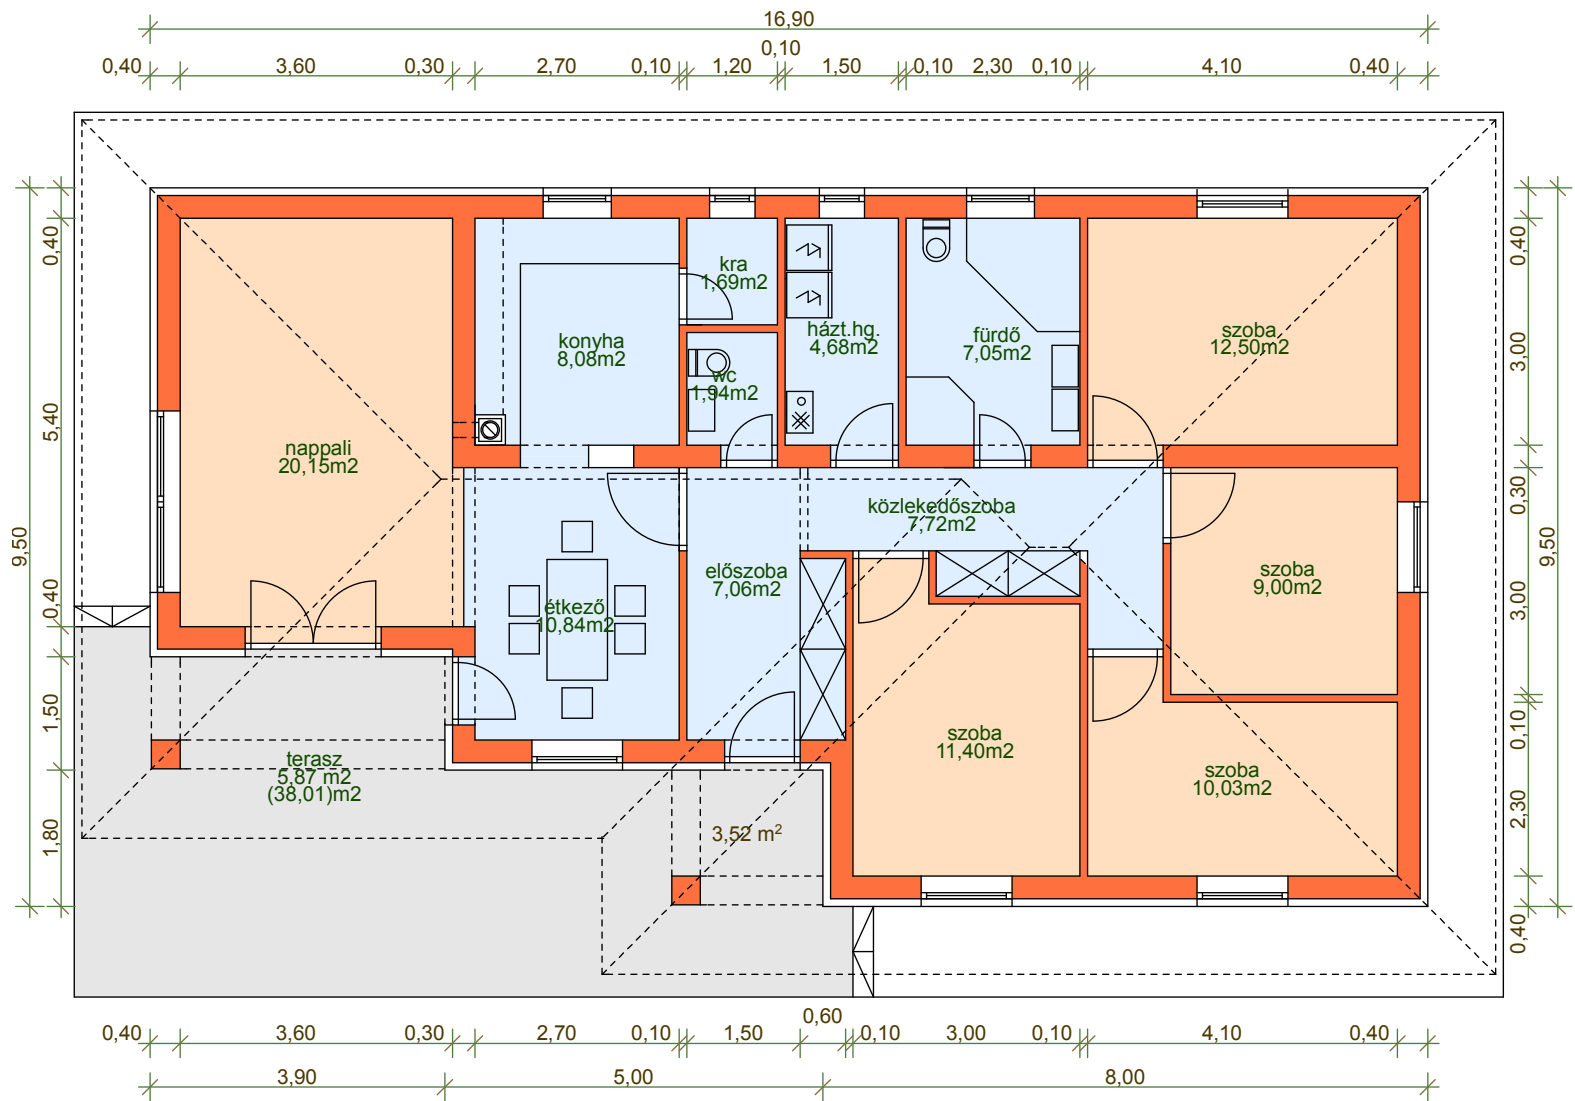 16,90
0,10
0,40 3,60 0,30 2,70 0,10 1,20 1,50 0,10 2,30 0,10 4,10 0,40
0,40
5,40
0,40
1,50
1,80
9,50
0,40
3,00
0,30
3,00
0,10
2,30
0,40
9,50
kra
1,69m2
konyha
8,08m2
házt.hg.
4,68m2
fürdő
7,05m2
szoba
12,50m2
wc
1,94m2
nappali
20,15m2
közlekedőszoba
7,72m2
előszoba
7,06m2
szoba
9,00m2
étkező
10,84m2
szoba
11,40m2
szoba
10,03m2
terasz
5,87 m2
(38,01)m2
3,52 m²
0,60
0,40 3,60 0,30 2,70 0,10 1,50 0,10 3,00 0,10 4,10 0,40
3,90 5,00 8,00